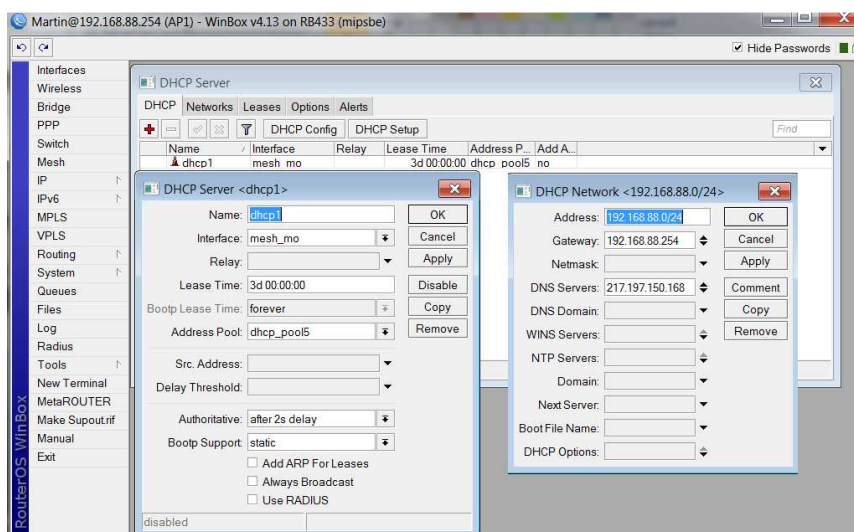 Martin@192.168.88.254 (AP1) - WinBox v4.13 on RB433 (mipsbe)
Hide Passwords
Interfaces
Wireless
Bridge
PPP
Switch
Mesh
IP
IPv6
MPLS
VPLS
Routing
System
Queues
Files
Log
Radius
Tools
New Terminal
MetaROUTER
Make Supout.rif
Manual
Exit
RouterOS WinBox
DHCP Server
DHCP Networks Leases Options Alerts
DHCP Config DHCP Setup Find
Name Interface Relay Lease Time Address P... Add A...
dhcp1 mesh_mo 3d 00:00:00 dhcp_pool5 no
DHCP Server <dhcp1>
Name: dhcp1 OK
Interface: mesh_mo Cancel
Relay: Apply
Lease Time: 3d 00:00:00 Disable
Bootp Lease Time: forever Copy
Address Pool: dhcp_pool5 Remove
Src. Address:
Delay Threshold:
Authoritative: after 2s delay
Bootp Support: static
Add ARP For Leases
Always Broadcast
Use RADIUS
disabled
DHCP Network <192.168.88.0/24>
Address: 192.168.88.0/24 OK
Gateway: 192.168.88.254 Cancel
Netmask: Apply
DNS Servers: 217.197.150.168 Comment
DNS Domain: Copy
WINS Servers: Remove
NTP Servers:
Domain:
Next Server:
Boot File Name:
DHCP Options: